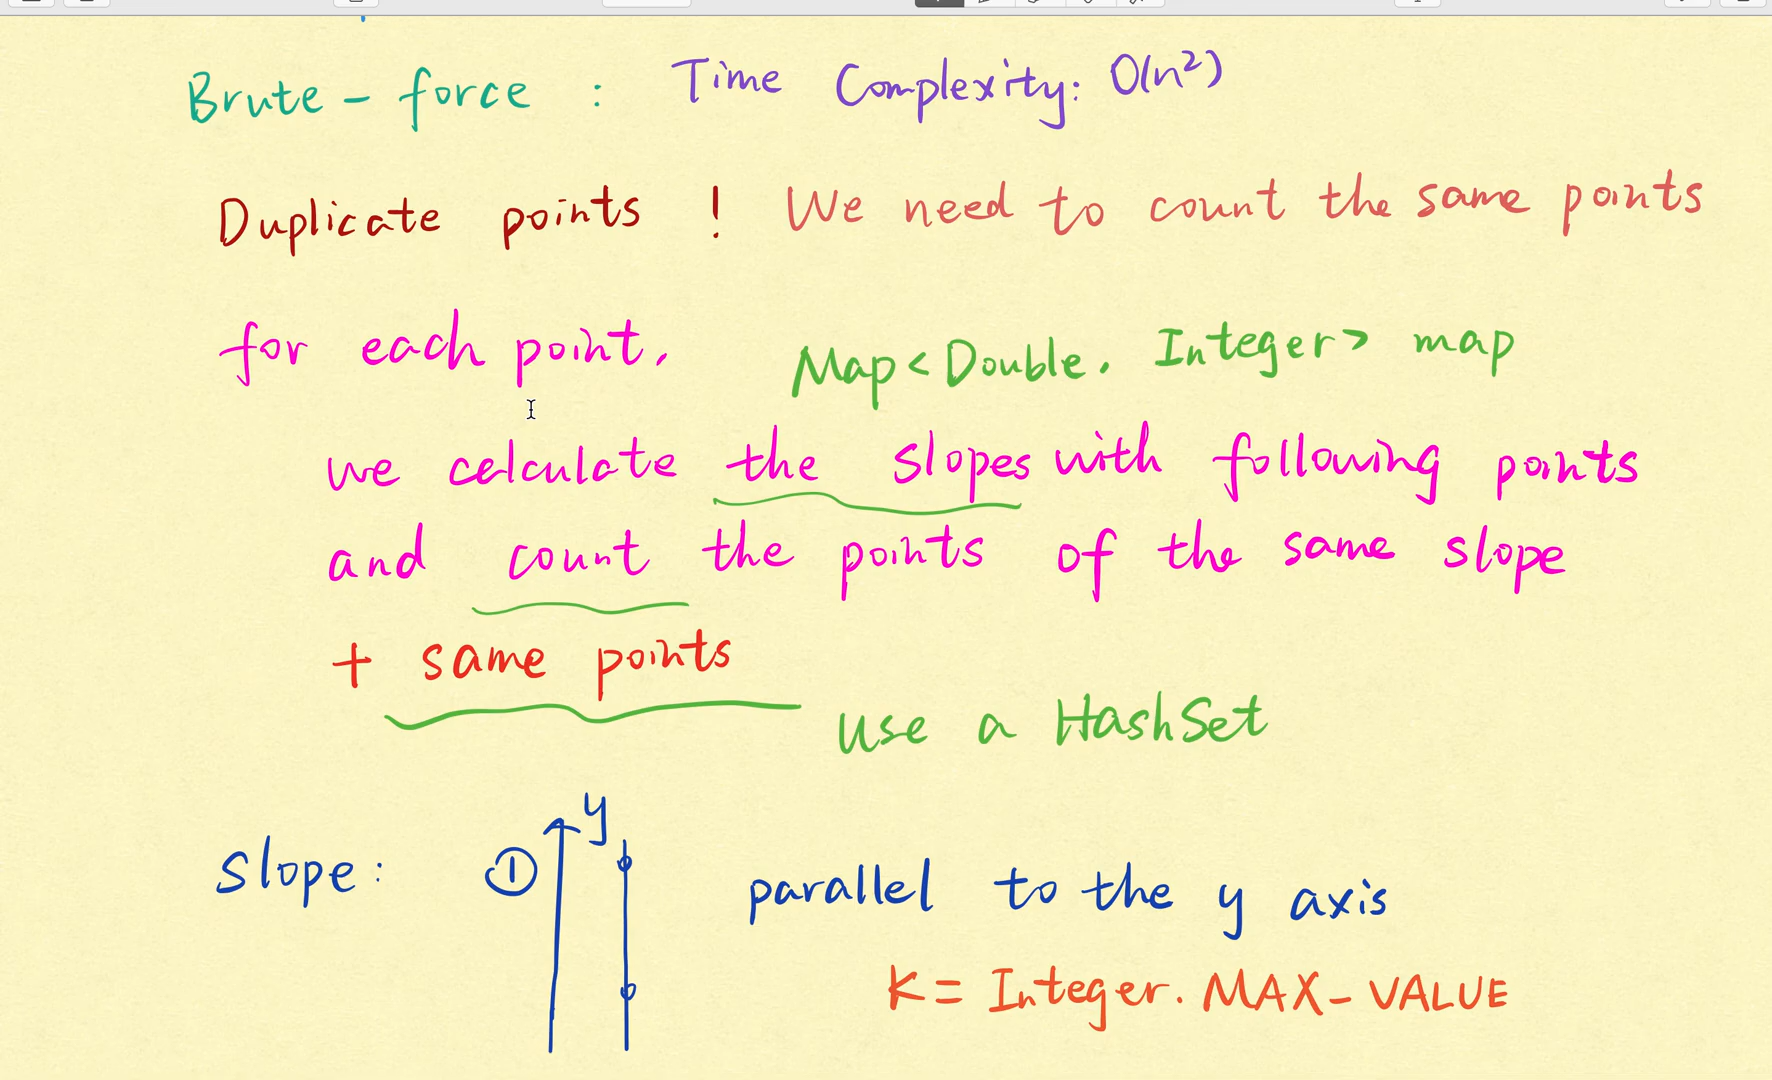 Brute-force : Time Complexity: O(n²)
Duplicate points ! We need to count the same points
for each point, Map<Double, Integer> map
we celculate the slopes with following points
and count the points of the same slope
+ same points
use a HashSet
slope: ① y
parallel to the y axis
K = Integer.MAX-VALUE